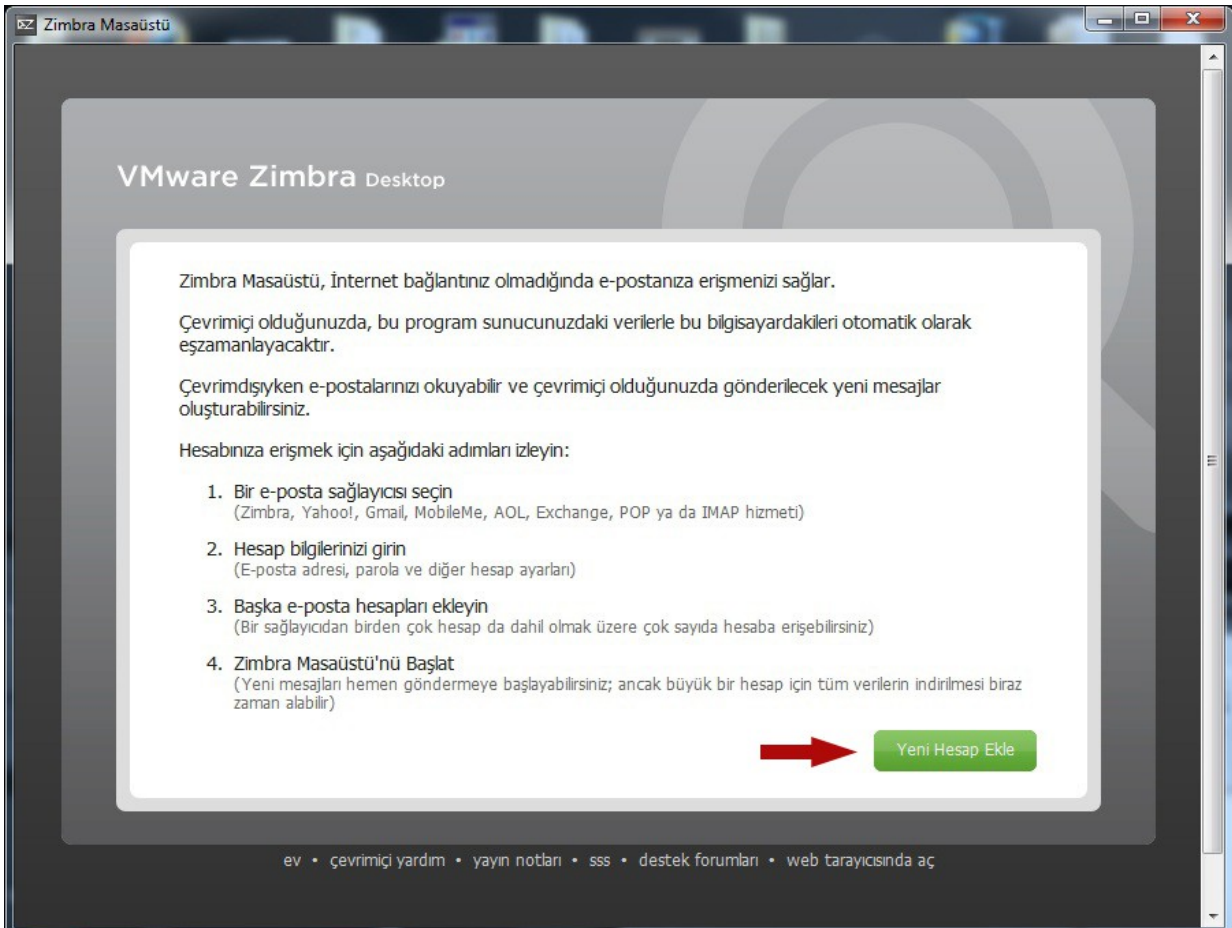 Zimbra Masaüstü
VMware Zimbra Desktop
Zimbra Masaüstü, İnternet bağlantınız olmadığında e-postanıza erişmenizi sağlar.
Çevrimiçi olduğunuzda, bu program sunucunuzdaki verilerle bu bilgisayardakileri otomatik olarak
eşzamanlayacaktır.
Çevrimdışıyken e-postalarınızı okuyabilir ve çevrimiçi olduğunuzda gönderilecek yeni mesajlar
oluşturabilirsiniz.
Hesabınıza erişmek için aşağıdaki adımları izleyin:
1. Bir e-posta sağlayıcısı seçin
(Zimbra, Yahoo!, Gmail, MobileMe, AOL, Exchange, POP ya da IMAP hizmeti)
2. Hesap bilgilerinizi girin
(E-posta adresi, parola ve diğer hesap ayarları)
3. Başka e-posta hesapları ekleyin
(Bir sağlayıcıdan birden çok hesap da dahil olmak üzere çok sayıda hesaba erişebilirsiniz)
4. Zimbra Masaüstü'nü Başlat
(Yeni mesajları hemen göndermeye başlayabilirsiniz; ancak büyük bir hesap için tüm verilerin indirilmesi biraz
zaman alabilir)
Yeni Hesap Ekle
ev • çevrimiçi yardım • yayın notları • sss • destek forumları • web tarayıcısında aç